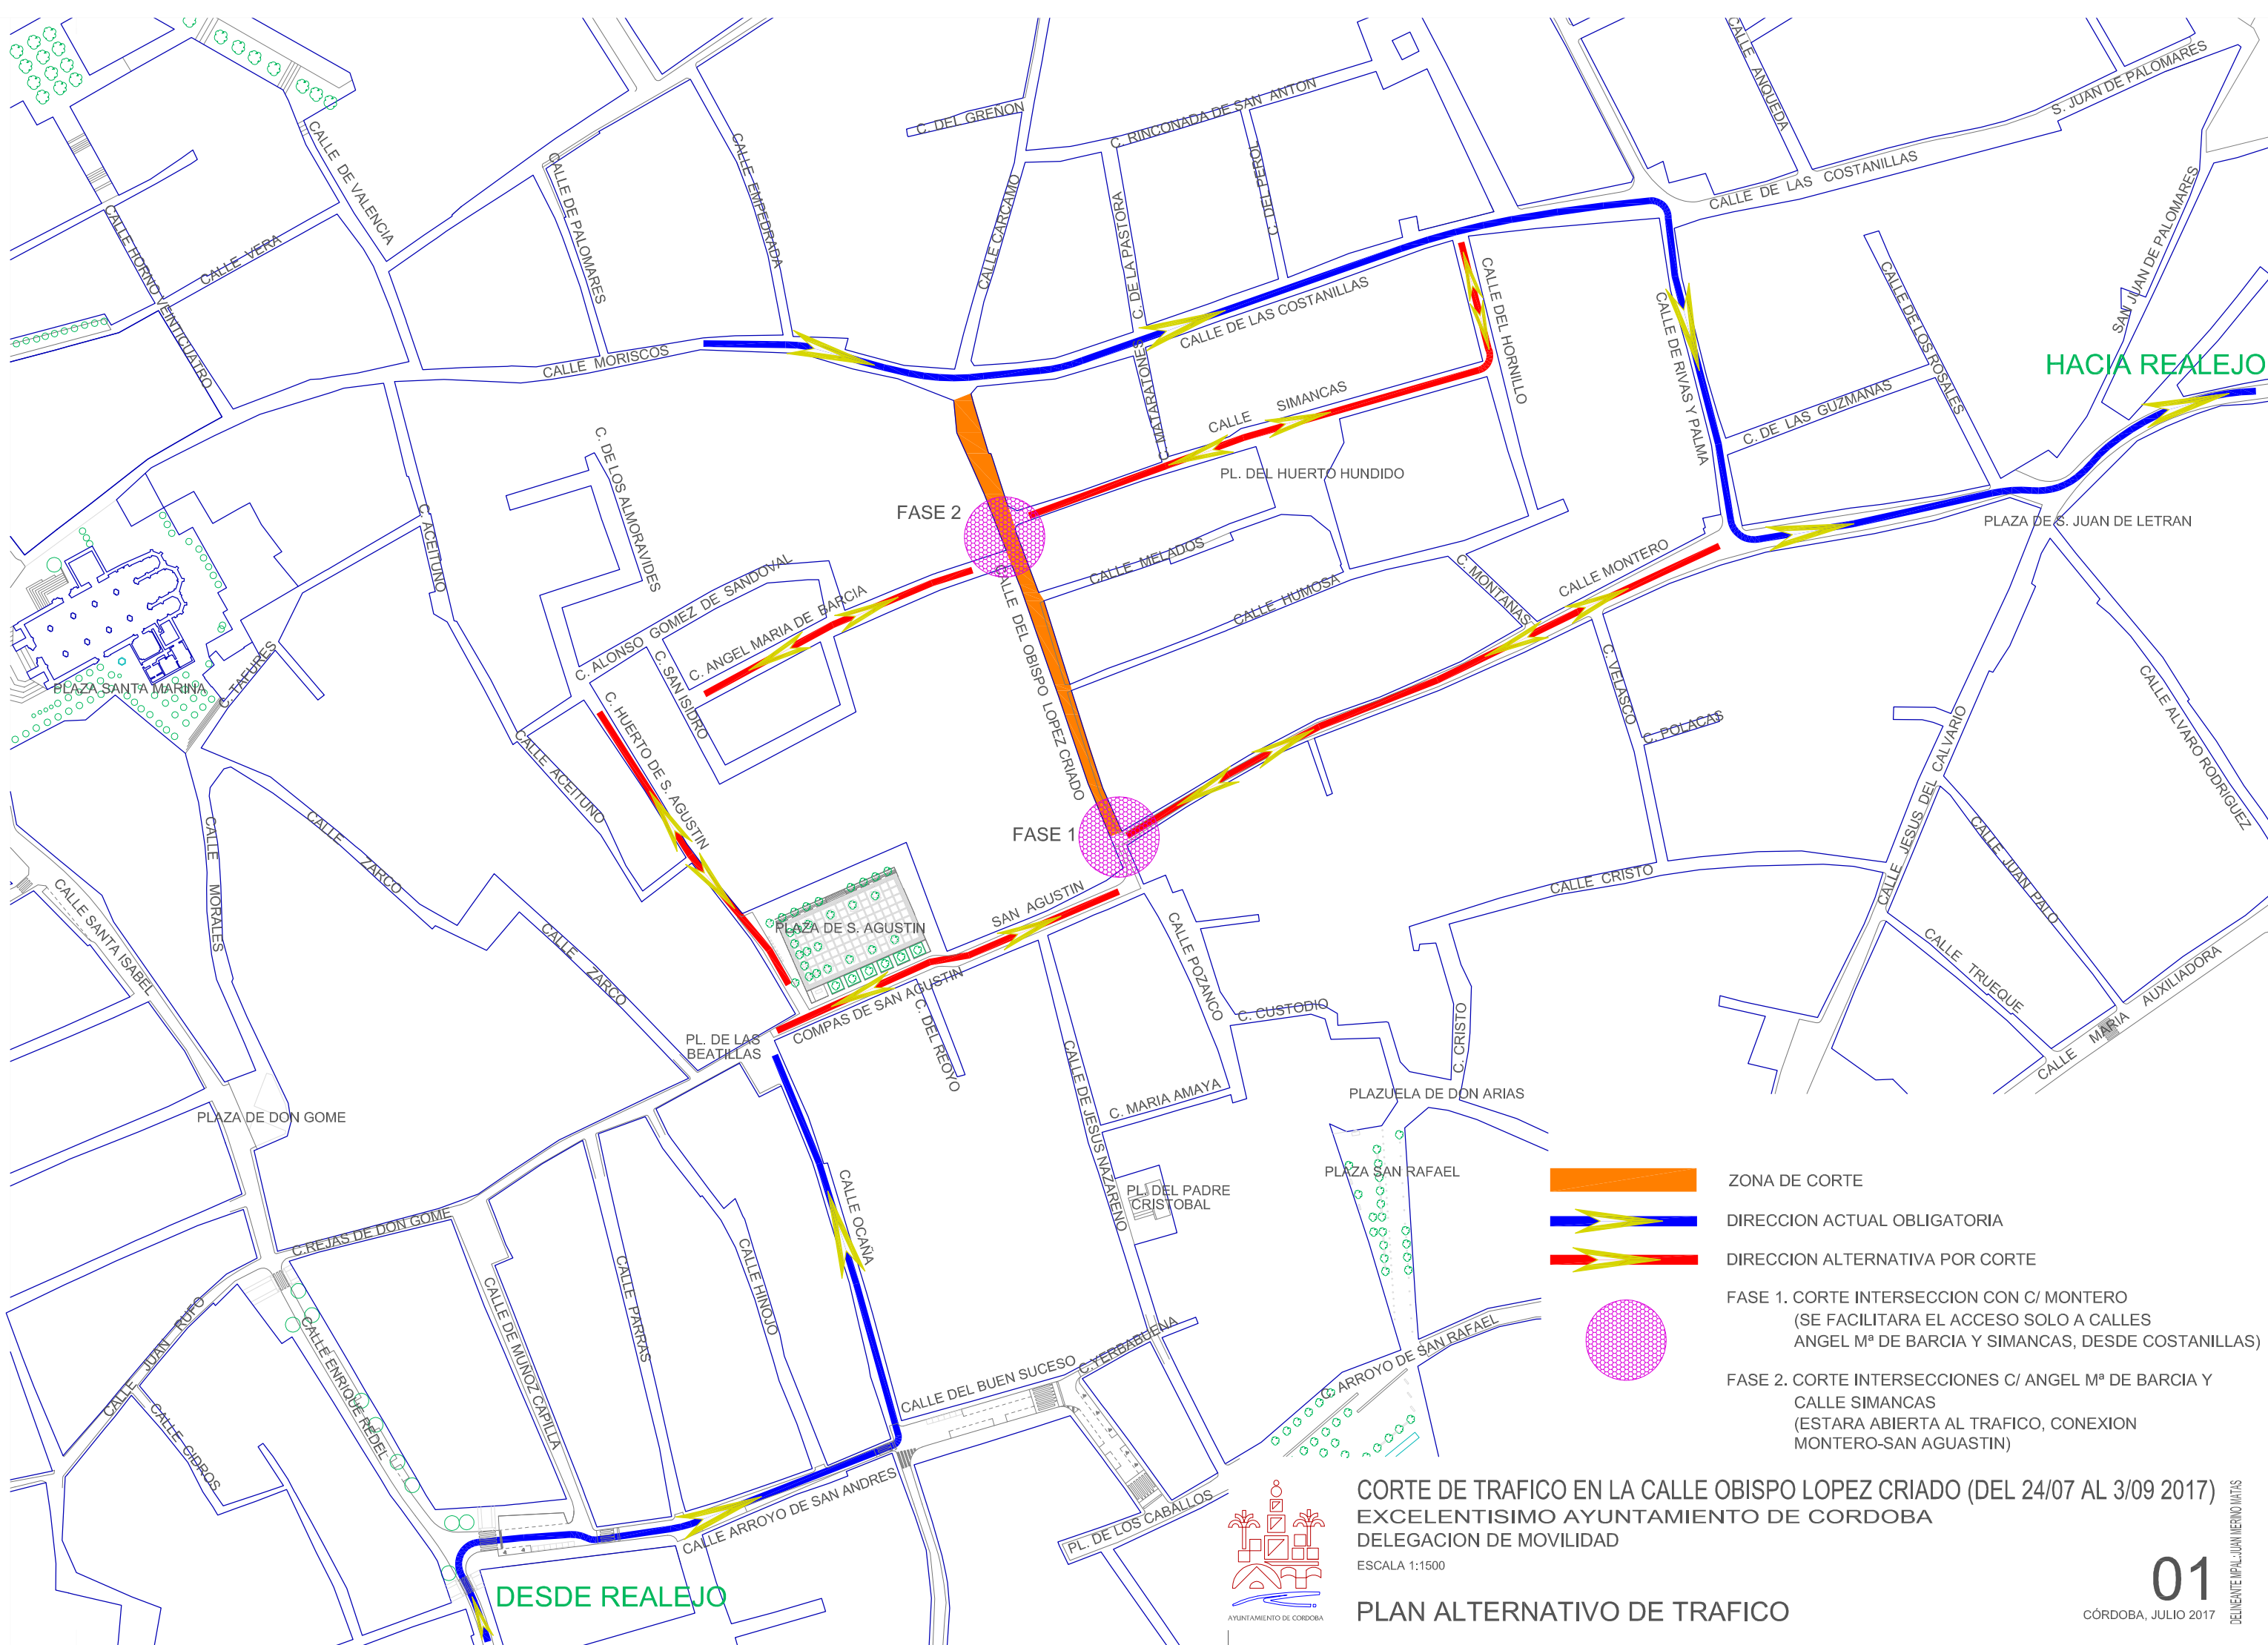 CALLE ANQUEDA
S. JUAN DE PALOMARES
C. DEL GREÑON
C. RINCONADA DE SAN ANTON
CALLE DE VALENCIA
CALLE DE PALOMARES
CALLE EMPEDRADA
CALLE CARCAMO
C. DE LA PASTORA
C. DEL PEROL
CALLE DE LAS COSTANILLAS
SAN JUAN DE PALOMARES
CALLE HORNO VEINTICUATRO
CALLE VERA
CALLE MORISCOS
CALLE DE LAS COSTANILLAS
CALLE DEL HORNILLO
CALLE DE RIVAS Y PALMA
CALLE DE LOS ROSALES
HACIA REALEJO
C. MATARATONES
CALLE SIMANCAS
C. DE LAS GUZMANAS
PL. DEL HUERTO HUNDIDO
C. DE LOS ALMORAVIDES
FASE 2
C. ACEITUNO
PLAZA DE S. JUAN DE LETRAN
CALLE MELADOS
CALLE HUMOSA
C. MONTAÑAS
CALLE MONTERO
C. ALONSO GOMEZ DE SANDOVAL
C. ANGEL MARIA DE BARCIA
C. SAN ISIDRO
CALLE DEL OBISPO LOPEZ CRIADO
PLAZA SANTA MARINA
C. TAFURES
C. HUERTO DE S. AGUSTIN
CALLE ACEITUNO
C. VELASCO
C. POLACAS
CALLE JESUS DEL CALVARIO
CALLE ALVARO RODRIGUEZ
FASE 1
CALLE MORALES
CALLE ZARCO
CALLE ZARCO
CALLE SANTA ISABEL
PLAZA DE S. AGUSTIN
SAN AGUSTIN
CALLE POZANCO
CALLE CRISTO
CALLE JUAN PALO
CALLE TRUEQUE
CALLE MARIA AUXILIADORA
COMPAS DE SAN AGUSTIN
C. DEL REOYO
PL. DE LAS
BEATILLAS
C. CUSTODIO
C. CRISTO
CALLE DE JESUS NAZARENO
C. MARIA AMAYA
PLAZUELA DE DON ARIAS
PLAZA DE DON GOME
PLAZA SAN RAFAEL
PL. DEL PADRE
CRISTOBAL
CALLE OCAÑA
C.REJAS DE DON GOME
CALLE DE MUÑOZ CAPILLA
CALLE PARRAS
CALLE HINOJO
CALLE JUAN RUFO
CALLE CIDROS
CALLE ENRIQUE REDEL
CALLE DEL BUEN SUCESO
C.YERBABUENA
C. ARROYO DE SAN RAFAEL
CALLE ARROYO DE SAN ANDRES
PL. DE LOS CABALLOS
DESDE REALEJO
ZONA DE CORTE
DIRECCION ACTUAL OBLIGATORIA
DIRECCION ALTERNATIVA POR CORTE
FASE 1. CORTE INTERSECCION CON C/ MONTERO
(SE FACILITARA EL ACCESO SOLO A CALLES
ANGEL Mª DE BARCIA Y SIMANCAS, DESDE COSTANILLAS)
FASE 2. CORTE INTERSECCIONES C/ ANGEL Mª DE BARCIA Y
CALLE SIMANCAS
(ESTARA ABIERTA AL TRAFICO, CONEXION
MONTERO-SAN AGUASTIN)
CORTE DE TRAFICO EN LA CALLE OBISPO LOPEZ CRIADO (DEL 24/07 AL 3/09 2017)
EXCELENTISIMO AYUNTAMIENTO DE CORDOBA
DELEGACION DE MOVILIDAD
ESCALA 1:1500
PLAN ALTERNATIVO DE TRAFICO
AYUNTAMIENTO DE CORDOBA
01
CÓRDOBA, JULIO 2017
DELINEANTE MPAL.: JUAN MERINO MATAS